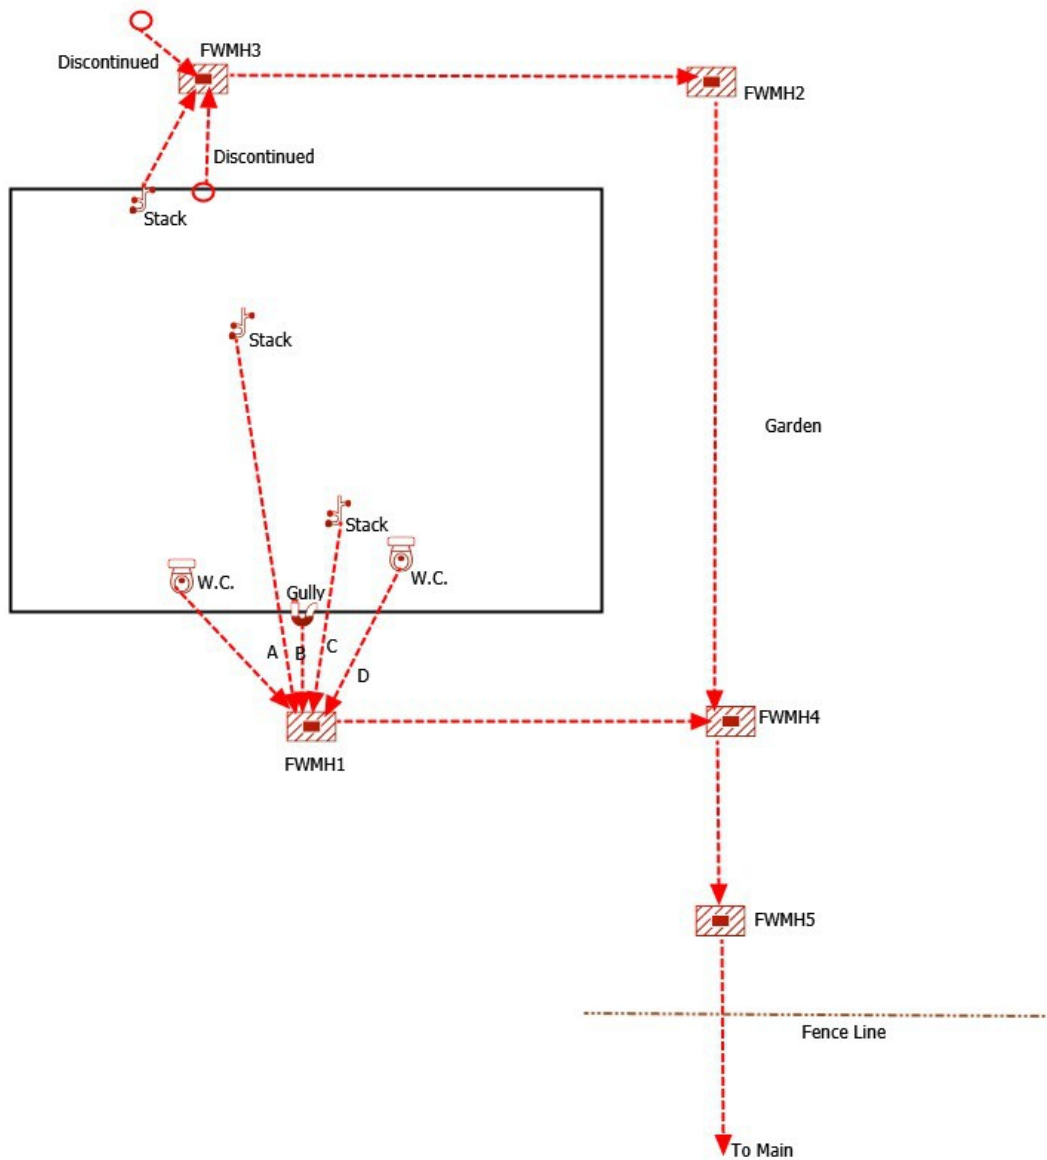 FWMH3
Discontinued
FWMH2
Discontinued
Stack
Stack
Garden
Stack
W.C.
W.C.
Gully
A
B
C
D
FWMH4
FWMH1
FWMH5
Fence Line
To Main